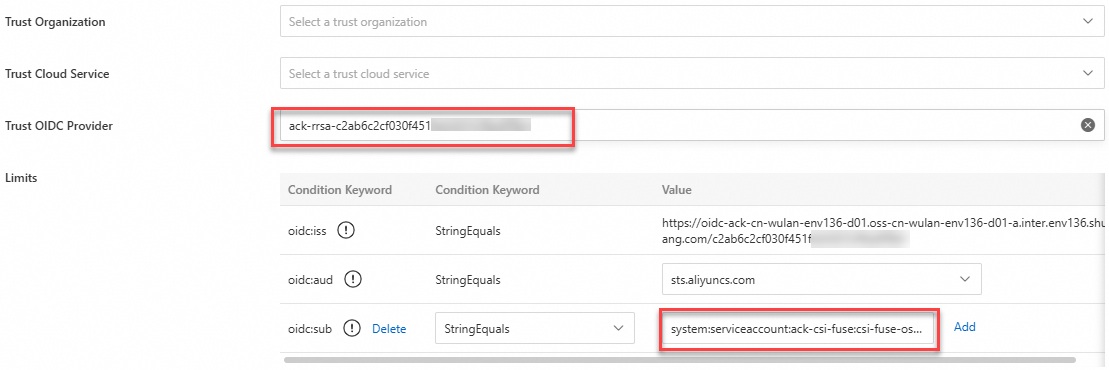 Trust Organization
Select a trust organization
Trust Cloud Service
Select a trust cloud service
Trust OIDC Provider
ack-rrsa-c2ab6c2cf030f451
Limits
Condition Keyword Condition Keyword Value
oidc:iss StringEquals https://oidc-ack-cn-wulan-env136-d01.oss-cn-wulan-env136-d01-a.inter.env136.shu
ang.com/c2ab6c2cf030f451f
oidc:aud StringEquals sts.aliyuncs.com
oidc:sub Delete StringEquals system:serviceaccount:ack-csi-fuse:csi-fuse-os... Add